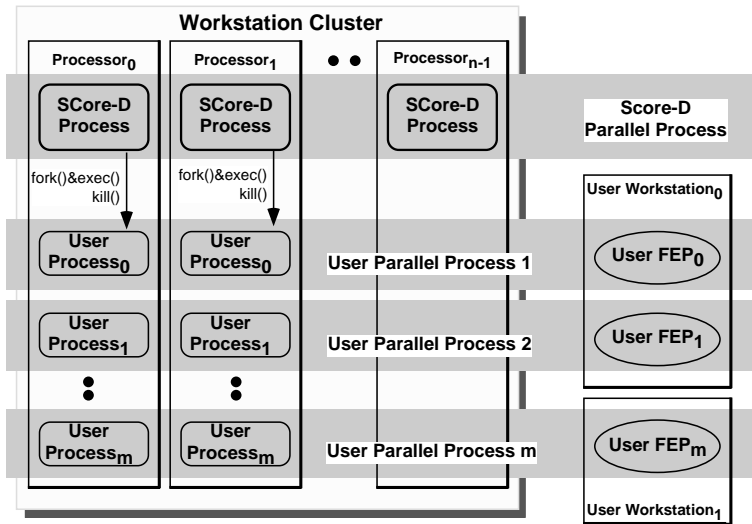 Workstation Cluster
Processor0
Processor1
Processorn-1
SCore-D
Process
SCore-D
Process
SCore-D
Process
Score-D
Parallel Process
fork()&exec()
kill()
fork()&exec()
kill()
User Workstation0
User
Process0
User
Process0
User Parallel Process 1
User FEP0
User
Process1
User
Process1
User Parallel Process 2
User FEP1
User
Processm
User
Processm
User Parallel Process m
User FEPm
User Workstation1